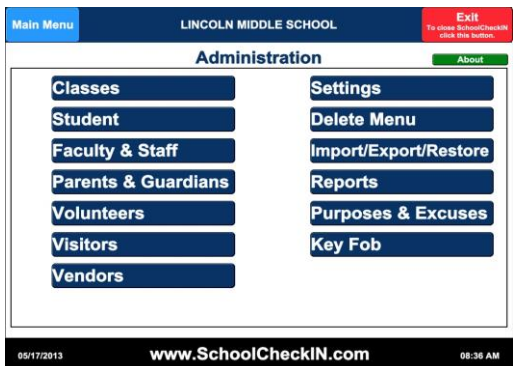 Main Menu
LINCOLN MIDDLE SCHOOL
Exit
To close SchoolCheckIN
click this button.
Administration
About
Classes
Student
Faculty & Staff
Parents & Guardians
Volunteers
Visitors
Vendors
Settings
Delete Menu
Import/Export/Restore
Reports
Purposes & Excuses
Key Fob
05/17/2013
www.SchoolCheckIN.com
08:36 AM